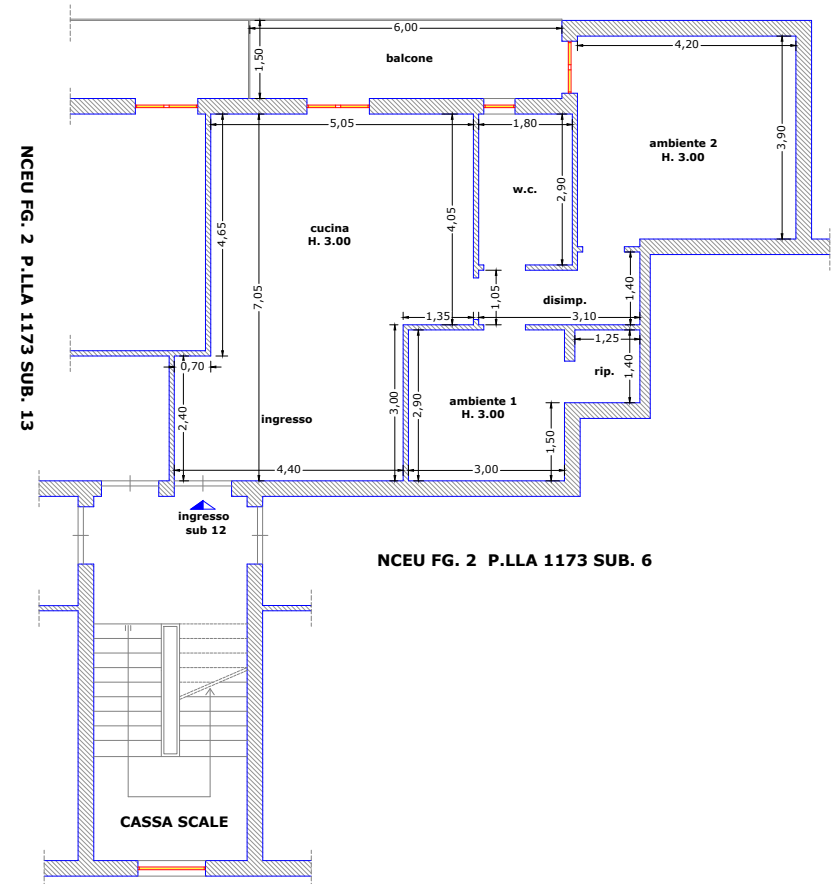 6,00
1,50
balcone
4,20
5,05
1,80
ambiente 2
H. 3.00
3,90
w.c.
2,90
cucina
H. 3.00
4,65
4,05
7,05
1,05
disimp.
1,40
1,35
3,10
1,25
rip.
1,40
0,70
2,40
ingresso
3,00
2,90
ambiente 1
H. 3.00
1,50
4,40
3,00
NCEU FG. 2 P.LLA 1173 SUB. 13
ingresso
sub 12
NCEU FG. 2 P.LLA 1173 SUB. 6
CASSA SCALE